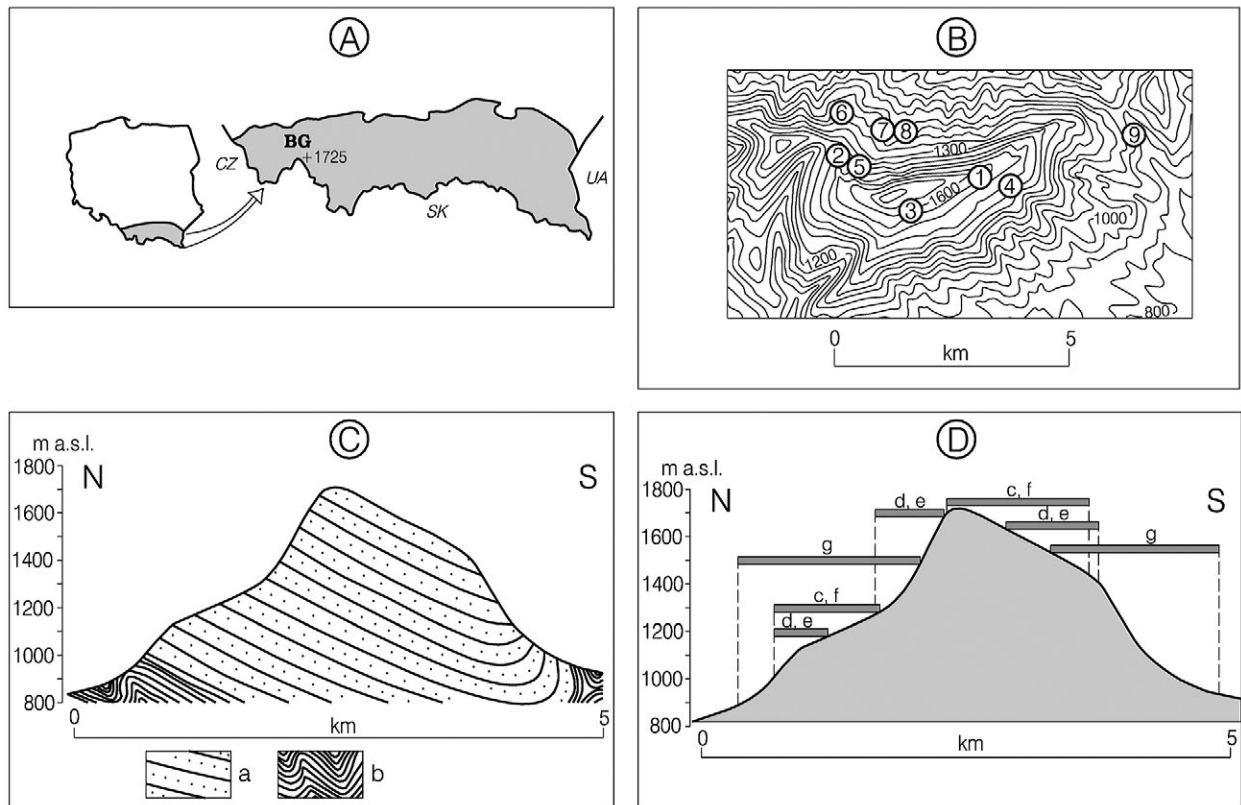 A
BG
+1725
CZ
SK
UA
B
6
7
8
9
2
5
1300
1
4
1600
3
1000
1200
800
0
5
km
C
m a.s.l.
N
S
1800
1600
1400
1200
1000
800
0
5
km
a
b
D
m a.s.l.
N
S
1800
1600
1400
1200
1000
800
c, f
d, e
d, e
g
g
c, f
d, e
0
5
km